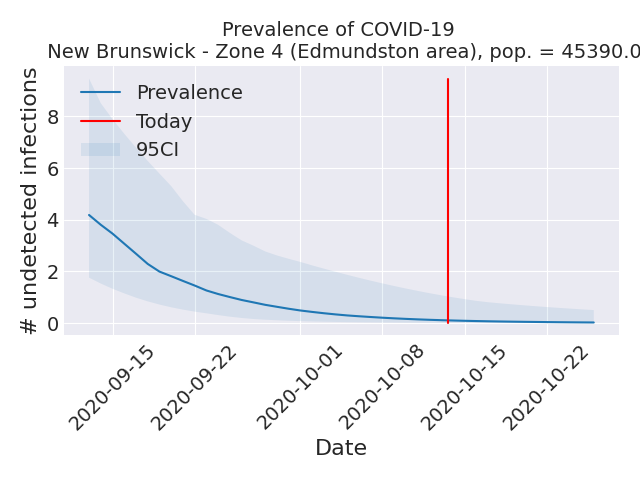 Prevalence of COVID-19
New Brunswick - Zone 4 (Edmundston area), pop. = 45390.0
# undetected infections
8
6
4
2
0
Prevalence
Today
95CI
2020-09-15
2020-09-22
2020-10-01
2020-10-08
2020-10-15
2020-10-22
Date